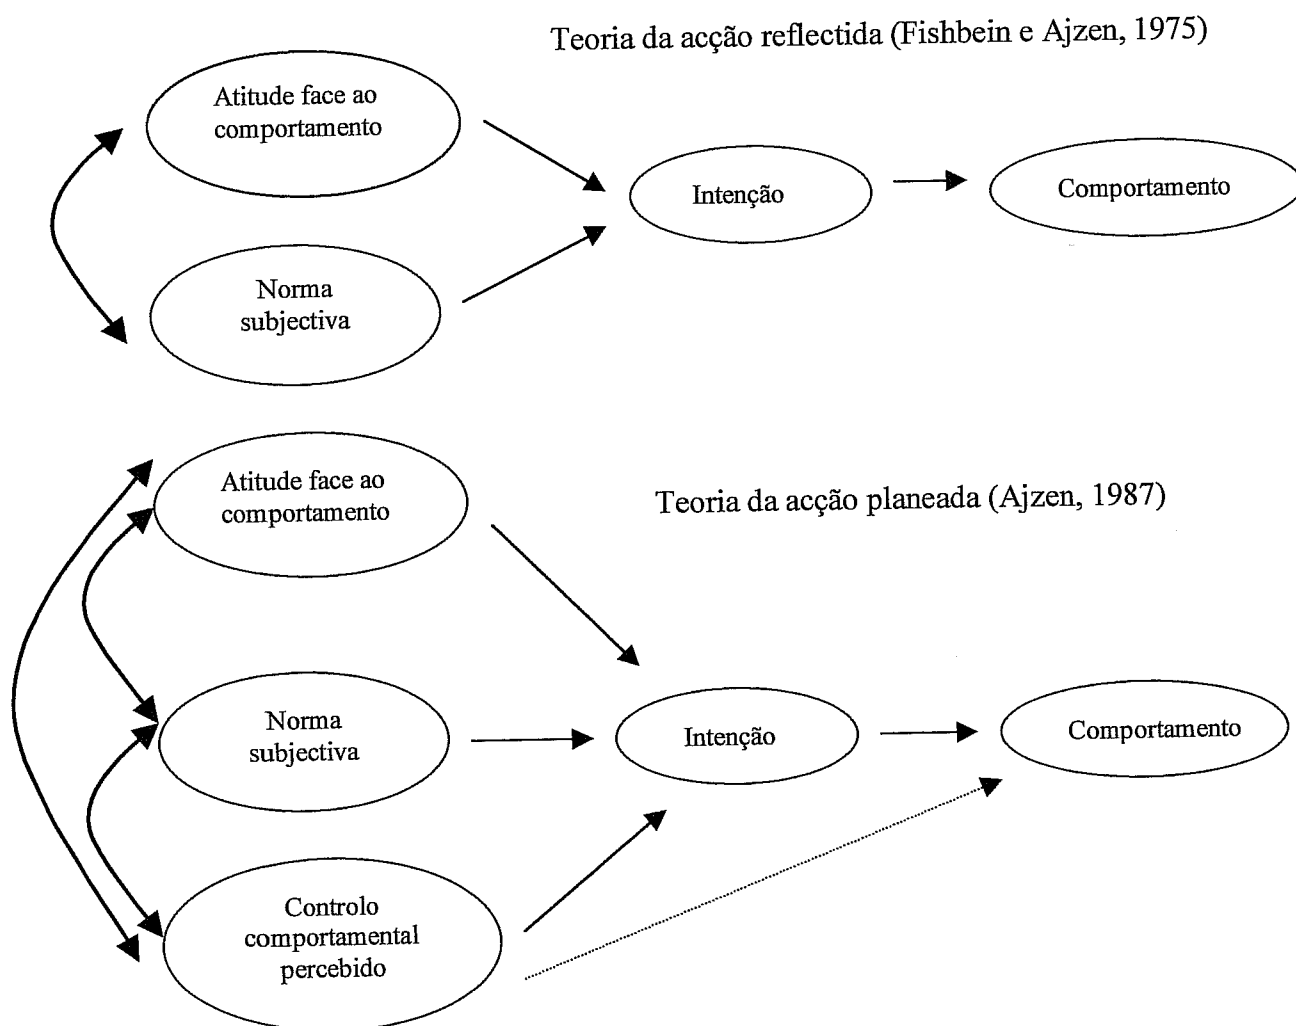 Teoria da acção reflectida (Fishbein e Ajzen, 1975)
Atitude face ao
comportamento
Intenção
Comportamento
Norma
subjectiva
Atitude face ao
comportamento
Teoria da acção planeada (Ajzen, 1987)
Norma
subjectiva
Intenção
Comportamento
Controlo
comportamental
percebido